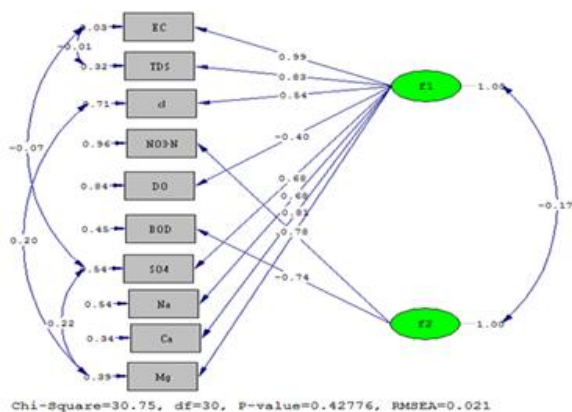 0.03 EC
-0.01
0.32 TDS
0.71 cl
0.96 NO3-N
0.84 DO
0.45 BOD
0.54 SO4
0.54 Na
0.34 Ca
0.39 Mg
-0.07
0.20
0.22
0.99
0.83
0.54
-0.40
0.68
0.68
0.81
-0.78
-0.74
f1 1.00
-0.17
f2 1.00
Chi-Square=30.75, df=30, P-value=0.42776, RMSEA=0.021